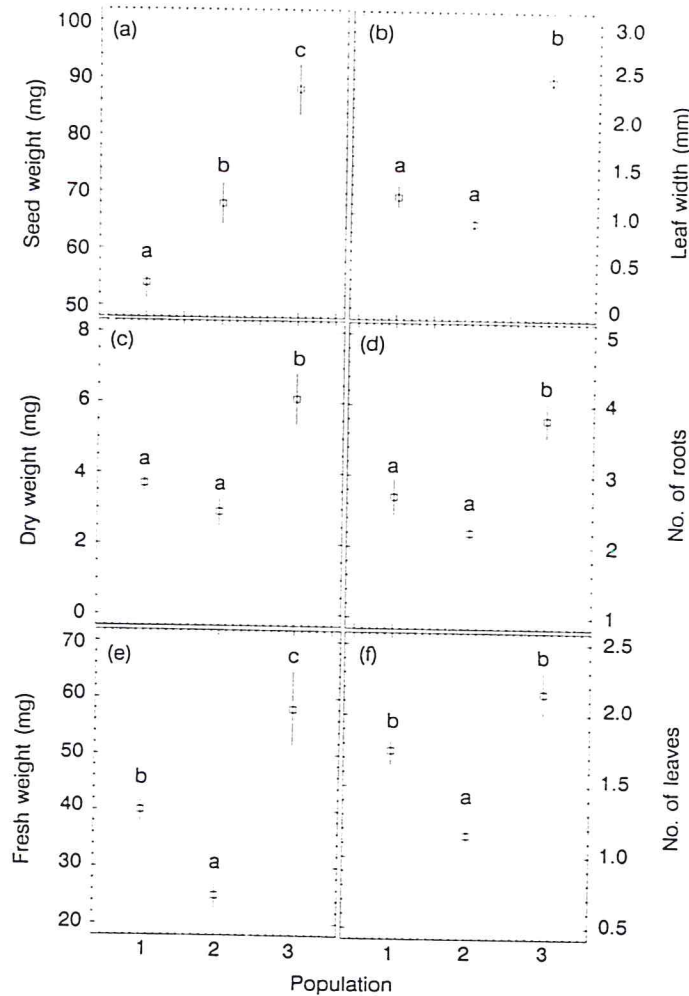 100
90
80
70
60
50
Seed weight (mg)
(a)
a
b
c
(b)
a
a
b
3.0
2.5
2.0
1.5
1.0
0.5
0
Leaf width (mm)
8
6
4
2
0
Dry weight (mg)
(c)
a
a
b
(d)
a
a
b
5
4
3
2
1
No. of roots
70
60
50
40
30
20
Fresh weight (mg)
(e)
b
a
c
(f)
b
a
b
2.5
2.0
1.5
1.0
0.5
No. of leaves
1 2 3 1 2 3
Population